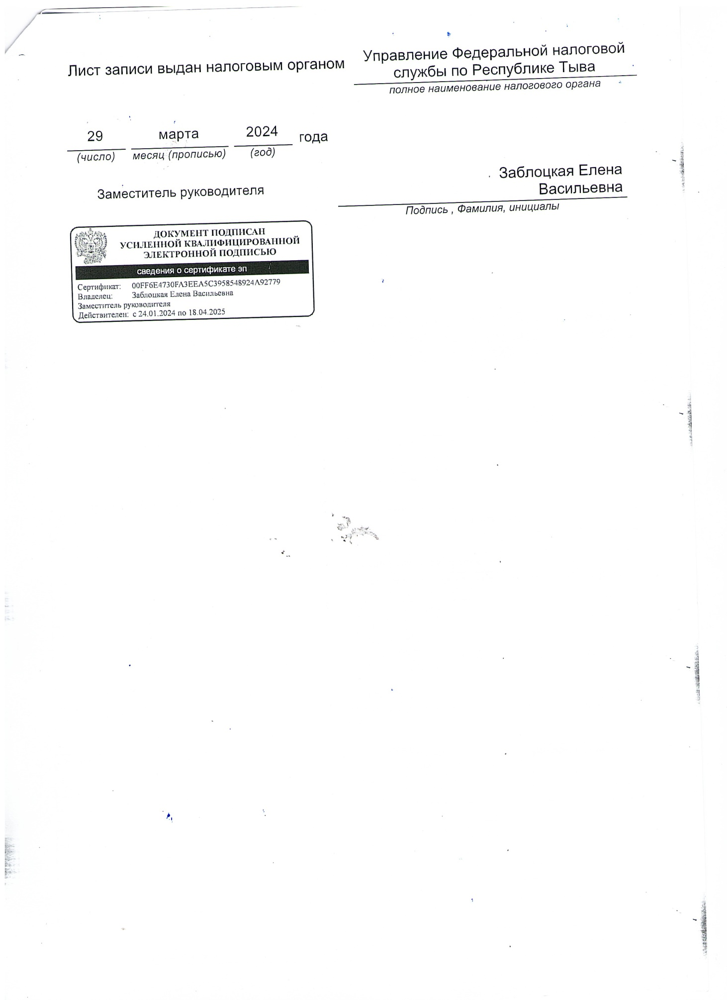 Лист записи выдан налоговым органом
Управление Федеральной налоговой
службы по Республике Тыва
полное наименование налогового органа
29 марта 2024 года
(число) месяц (прописью) (год)
Заместитель руководителя
Заблоцкая Елена
Васильевна
Подпись , Фамилия, инициалы
ДОКУМЕНТ ПОДПИСАН
УСИЛЕННОЙ КВАЛИФИЦИРОВАННОЙ
ЭЛЕКТРОННОЙ ПОДПИСЬЮ
сведения о сертификате эп
Сертификат: 00FF6E4730FA3EEA5C3958548924A92779
Владелец: Заблоцкая Елена Васильевна
Заместитель руководителя
Действителен: с 24.01.2024 по 18.04.2025